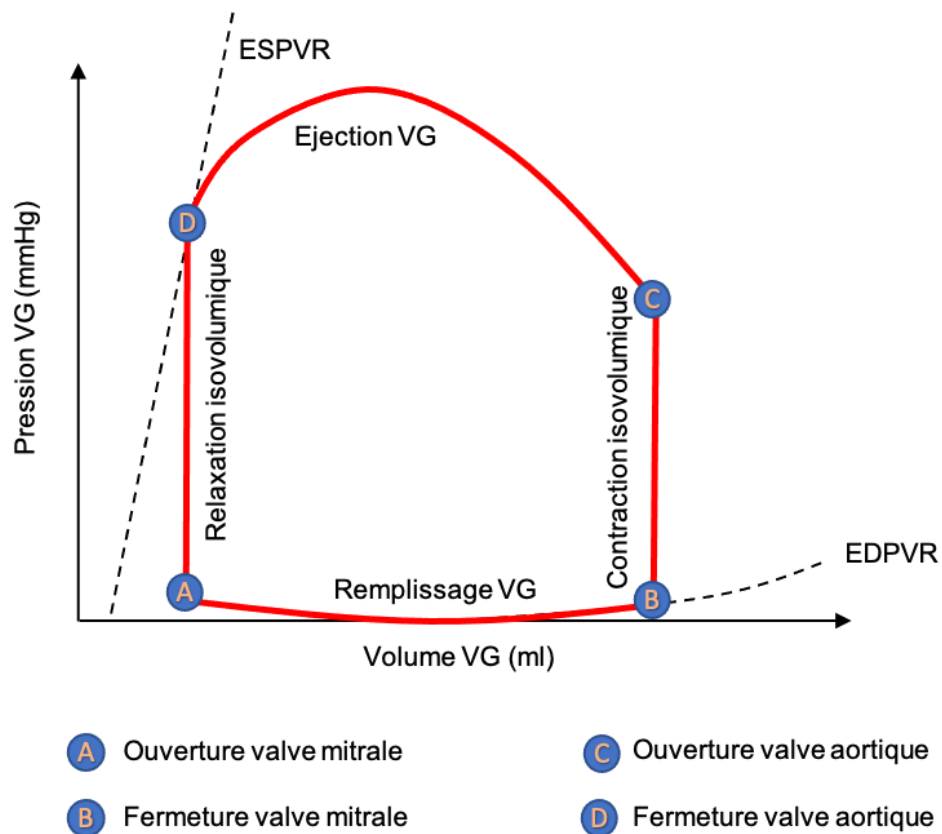 ESPVR
Ejection VG
D
C
Pression VG (mmHg)
Relaxation isovolumique
Contraction isovolumique
EDPVR
A
Remplissage VG
B
Volume VG (ml)
A Ouverture valve mitrale
C Ouverture valve aortique
B Fermeture valve mitrale
D Fermeture valve aortique